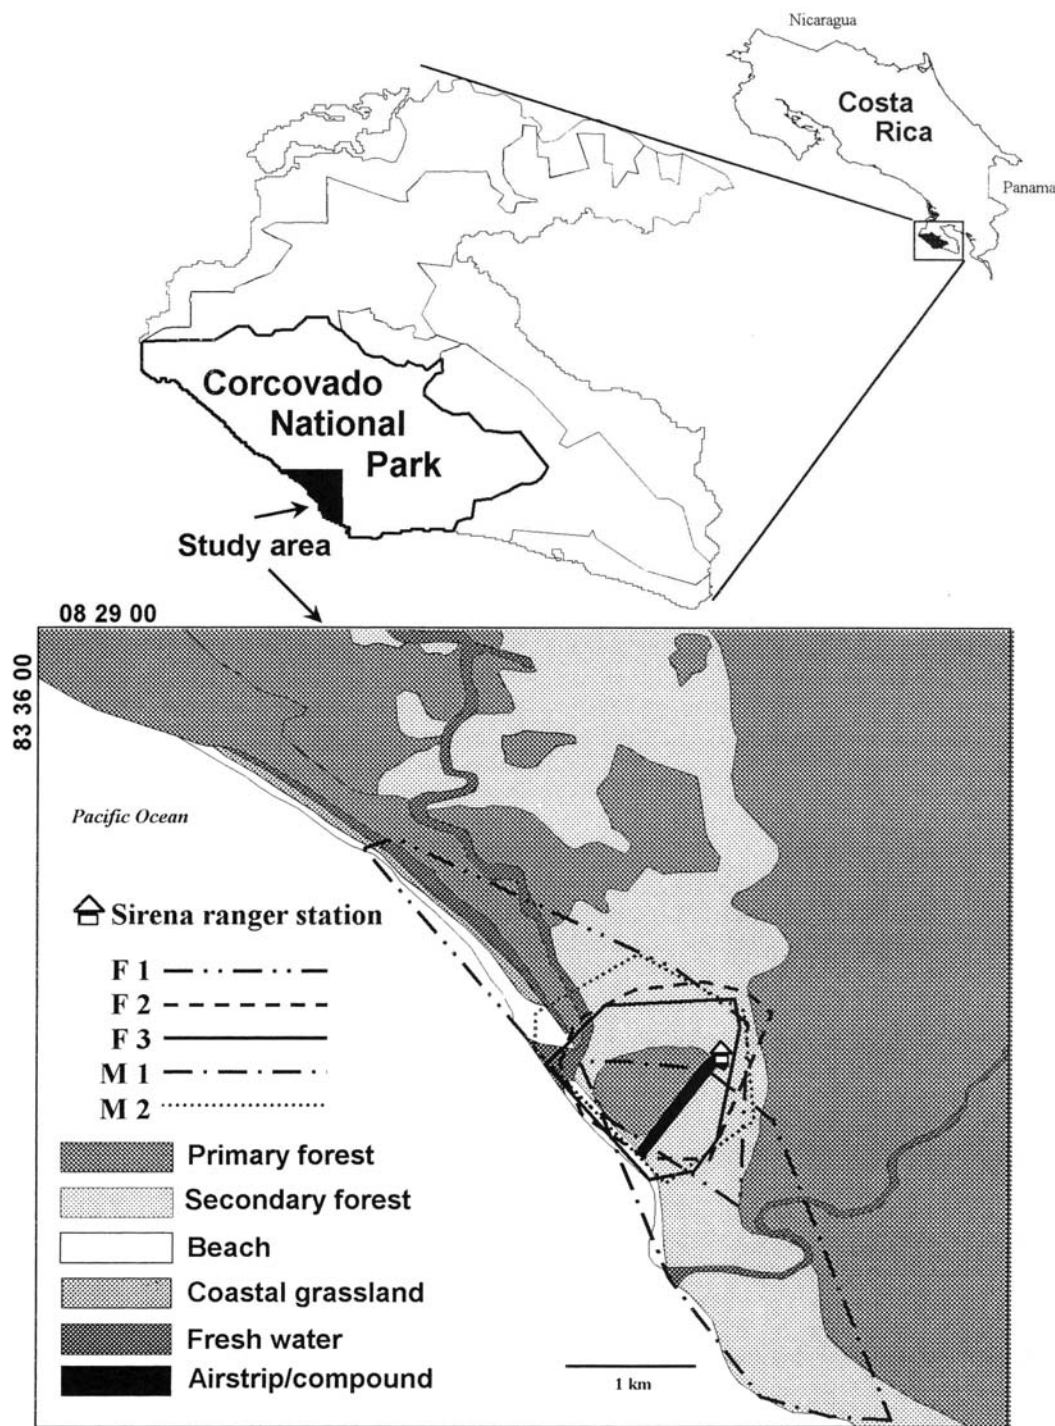 Nicaragua
Costa
Rica
Panama
Corcovado
National
Park
Study area
08 29 00
83 36 00
Pacific Ocean
Sirena ranger station
F 1
F 2
F 3
M 1
M 2
Primary forest
Secondary forest
Beach
Coastal grassland
Fresh water
Airstrip/compound
1 km